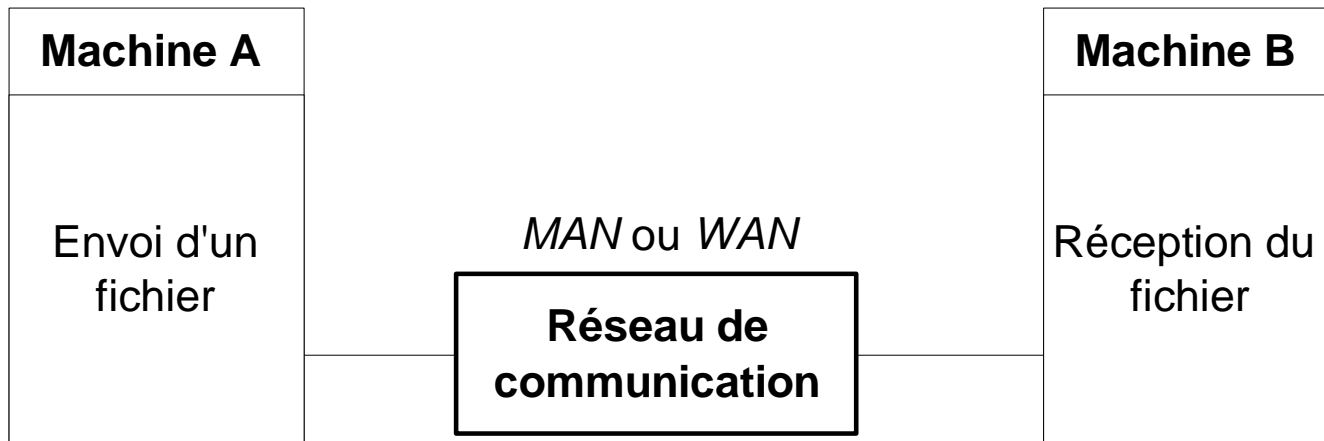 Machine A
Machine B
Envoi d'un
fichier
MAN ou WAN
Réseau de
communication
Réception du
fichier